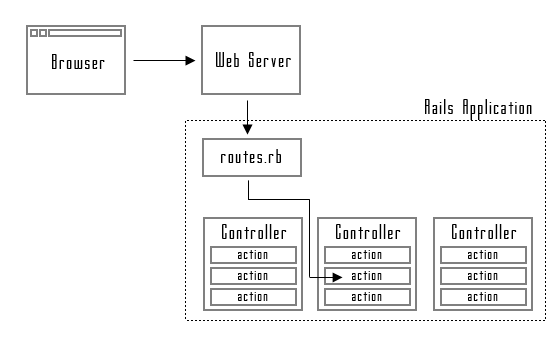 Browser
Web Server
Rails Application
routes.rb
Controller
action
action
action
Controller
action
action
action
Controller
action
action
action